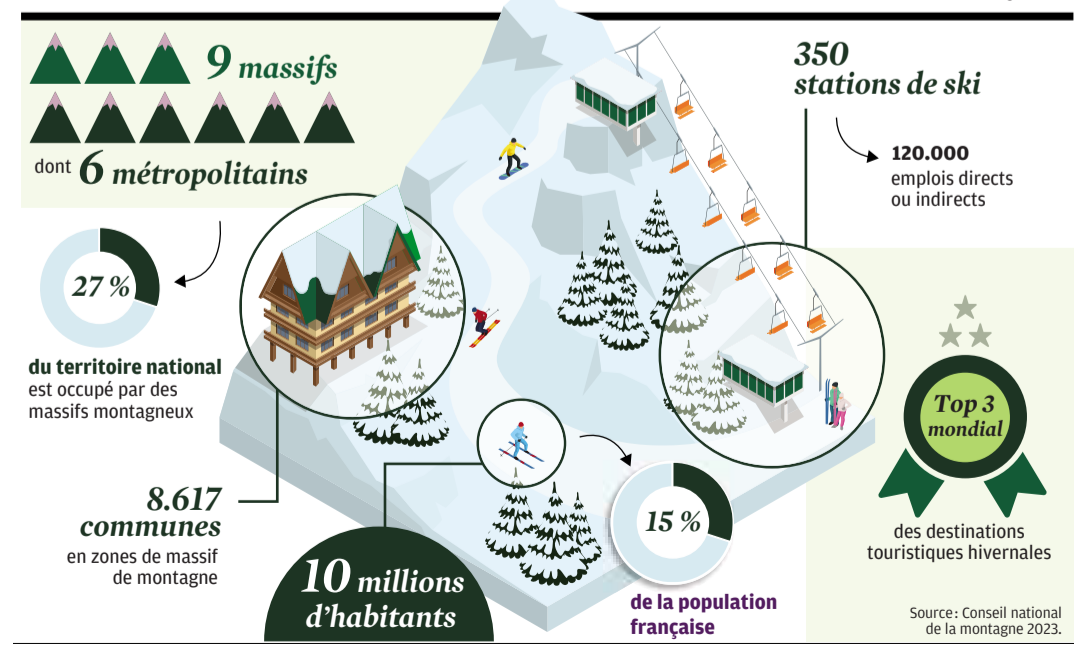 9 massifs
dont 6 métropolitains
27 %
du territoire national
est occupé par des
massifs montagneux
8.617
communes
en zones de massif
de montagne
10 millions
d'habitants
15 %
de la population
française
350
stations de ski
120.000
emplois directs
ou indirects
Top 3
mondial
des destinations
touristiques hivernales
Source : Conseil national
de la montagne 2023.